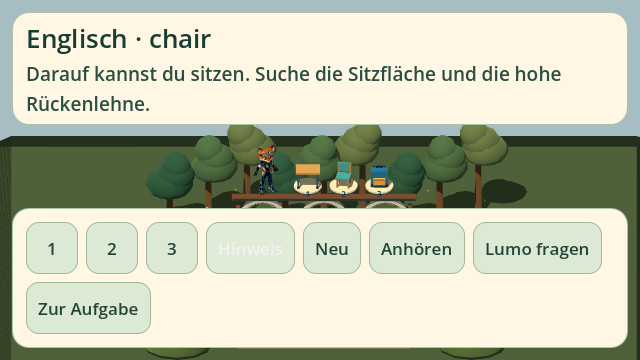 Englisch · chair
Darauf kannst du sitzen. Suche die Sitzfläche und die hohe
Rückenlehne.
1 2 3 Hinweis Neu Anhören Lumo fragen
Zur Aufgabe